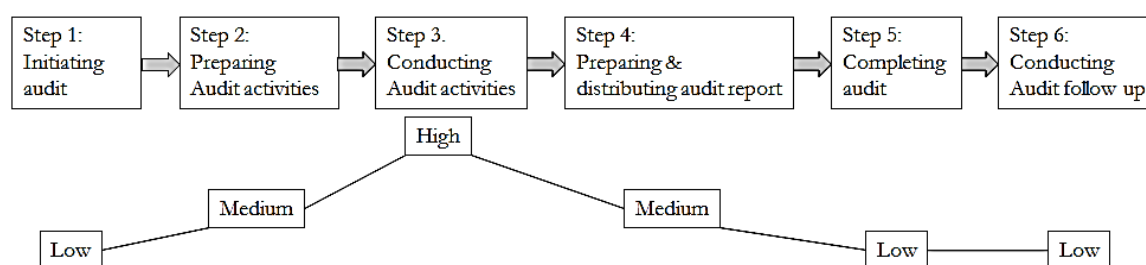 Step 1:
Initiating
audit
Step 2:
Preparing
Audit activities
Step 3.
Conducting
Audit activities
Step 4:
Preparing &
distributing audit report
Step 5:
Completing
audit
Step 6:
Conducting
Audit follow up
High
Medium
Medium
Low
Low
Low